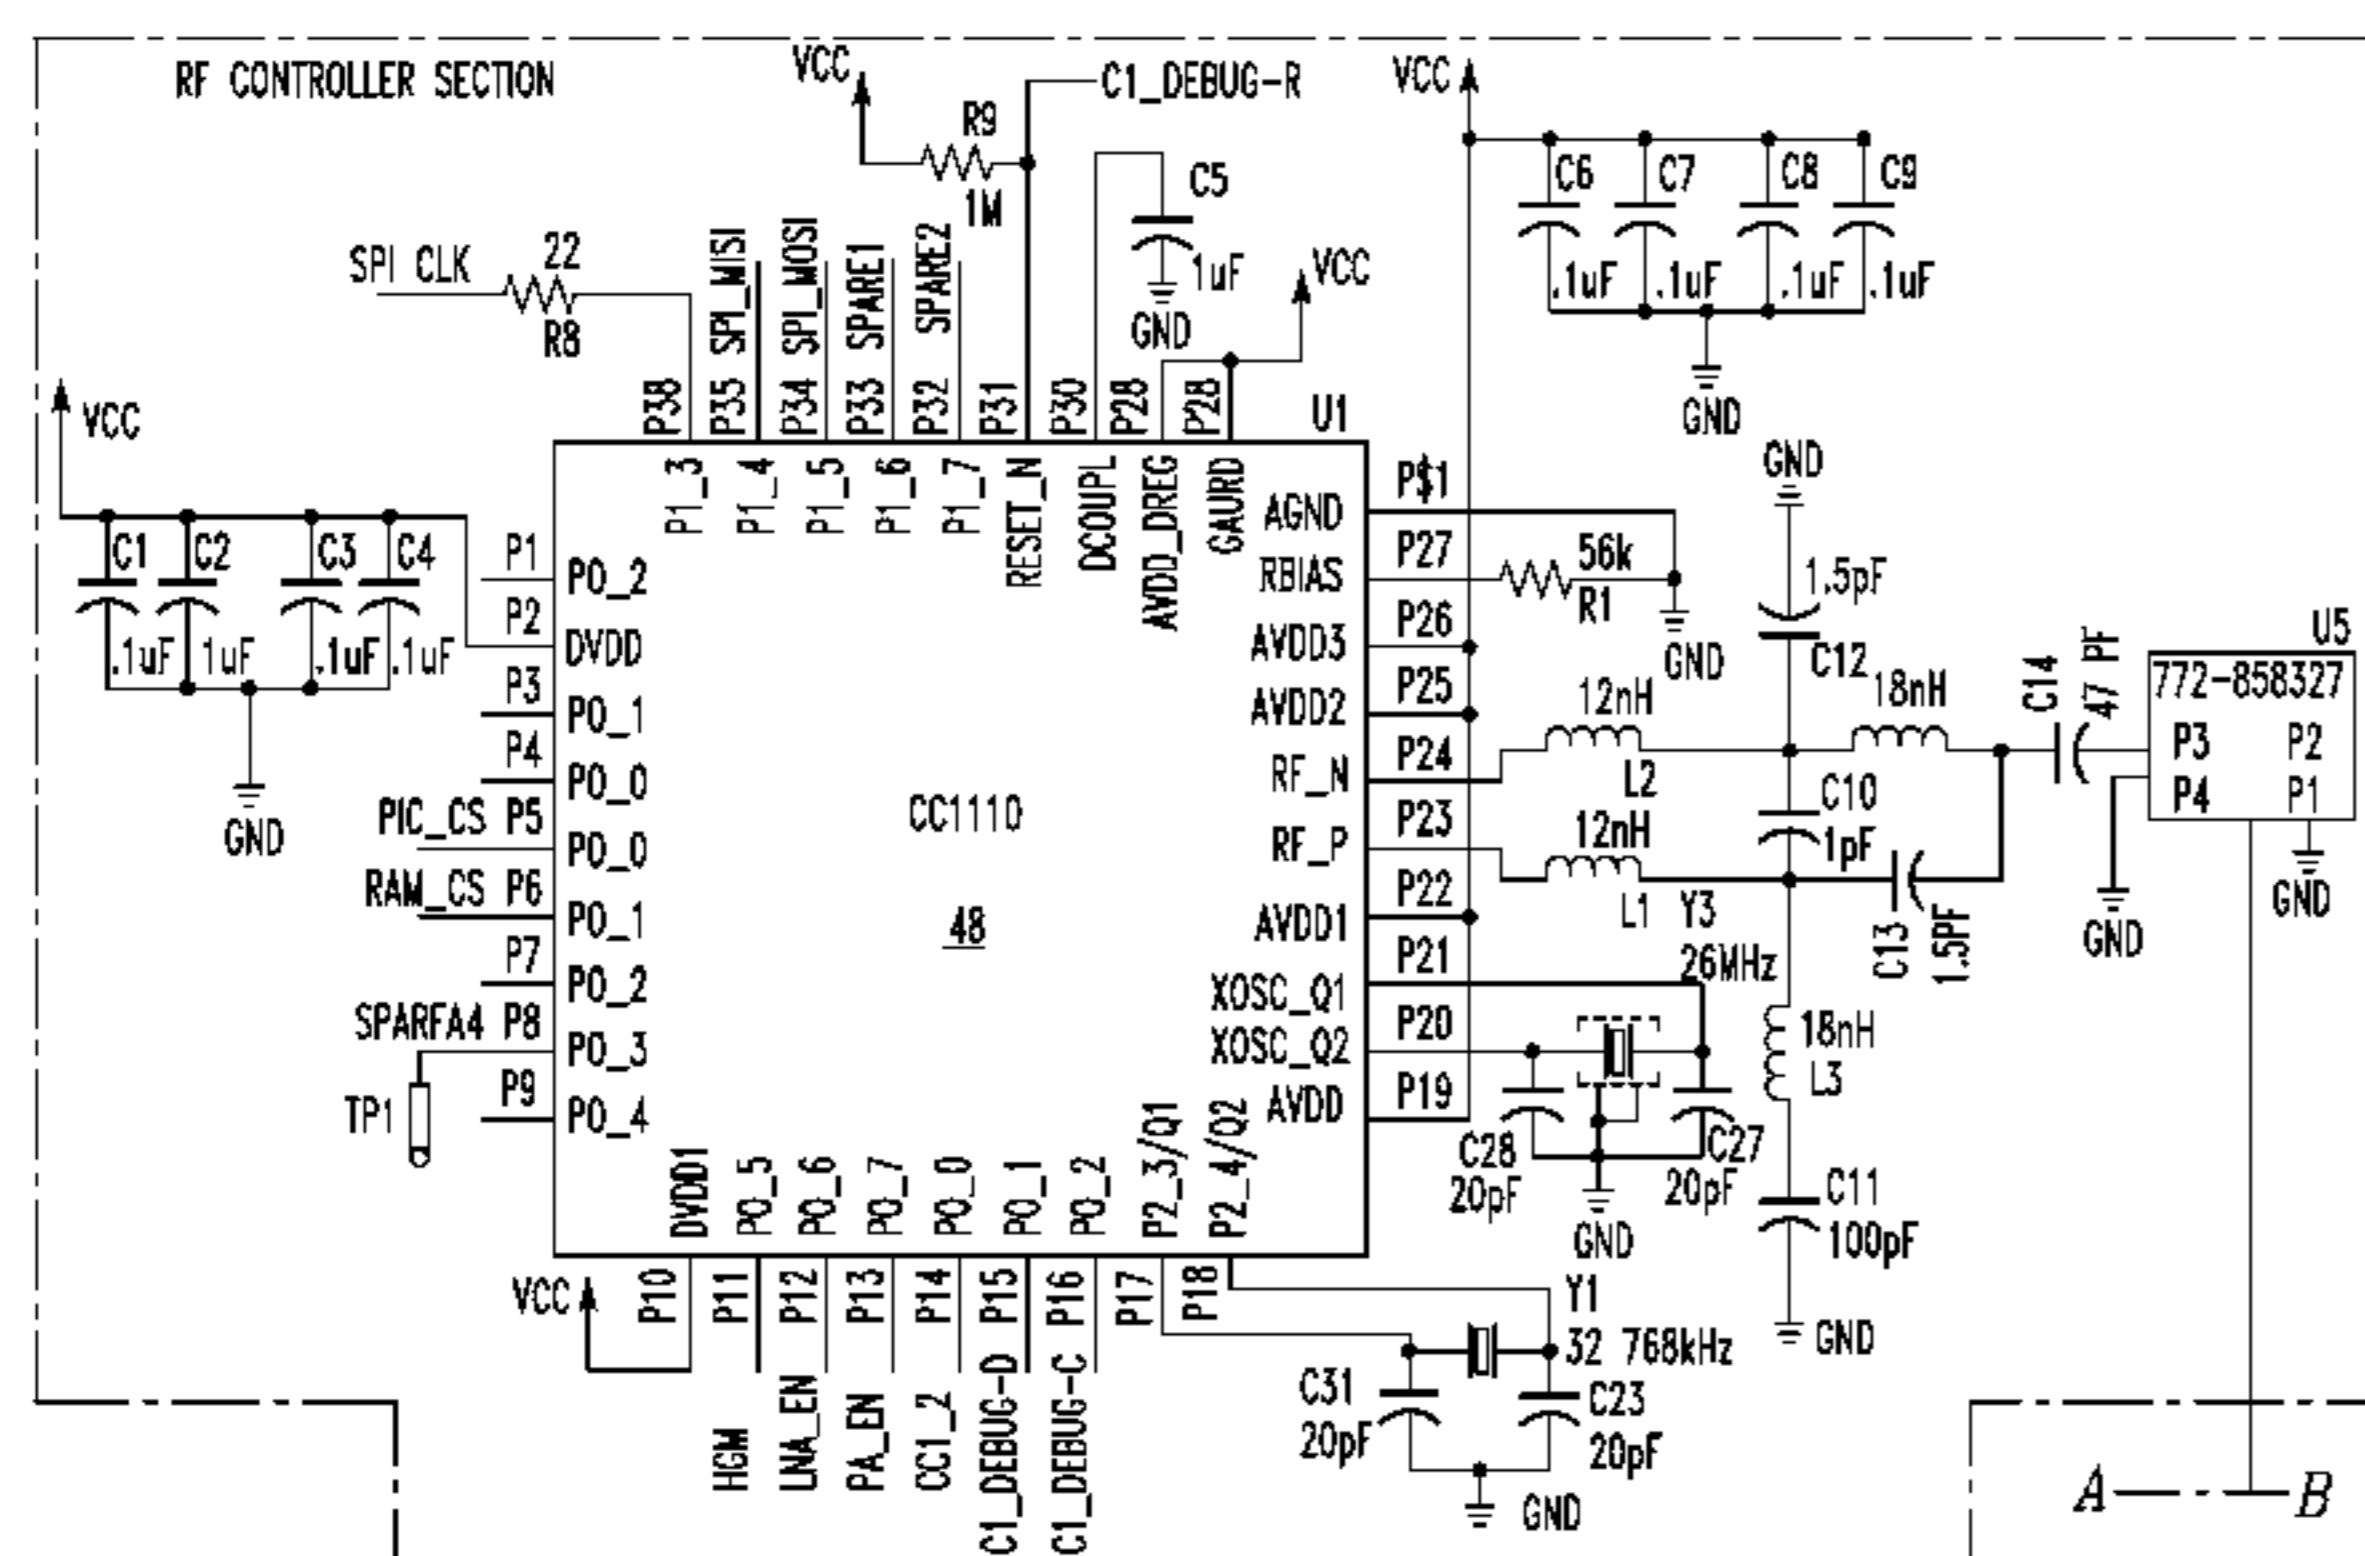 RF CONTROLLER SECTION
VCC
C1_DEBUG-R
VCC
R9
1M
C5
1uF
GND
VCC
C6
C7
C8
C9
.1uF
.1uF
.1uF
.1uF
GND
SPI CLK
22
R8
P38
P35 SPI_MISI
P34 SPI_MOSI
P33 SPARE1
P32 SPARE2
P31
P30
P28
P28
U1
VCC
C1
C2
C3
C4
.1uF
1uF
.1uF
.1uF
GND
P1_3
P1_4
P1_5
P1_6
P1_7
RESET_N
DCOUPL
AVDD_DREG
GAURD
P1
PO_2
P2
DVDD
P3
PO_1
P4
PO_0
PIC_CS P5
PO_0
RAM_CS P6
PO_1
P7
PO_2
SPARFA4 P8
PO_3
P9
PO_4
TP1
CC1110
48
P$1
AGND
P27
RBIAS
P26
AVDD3
P25
AVDD2
P24
RF_N
P23
RF_P
P22
AVDD1
P21
XOSC_Q1
P20
XOSC_Q2
P19
AVDD
56k
R1
GND
GND
1.5pF
C12
12nH
L2
18nH
C14
47 PF
U5
772-858327
P3
P2
P4
P1
GND
GND
C10
1pF
12nH
L1
C13
1.5PF
Y3
26MHz
18nH
L3
C28
20pF
C27
20pF
GND
C11
100pF
GND
DVDD1
PO_5
PO_6
PO_7
PO_0
PO_1
PO_2
P2_3/Q1
P2_4/Q2
VCC
P10
P11
P12
P13
P14
P15
P16
P17
P18
HGM
LNA_EN
PA_EN
CC1_2
C1_DEBUG-D
C1_DEBUG-C
Y1
32 768kHz
C31
20pF
C23
20pF
GND
A
B